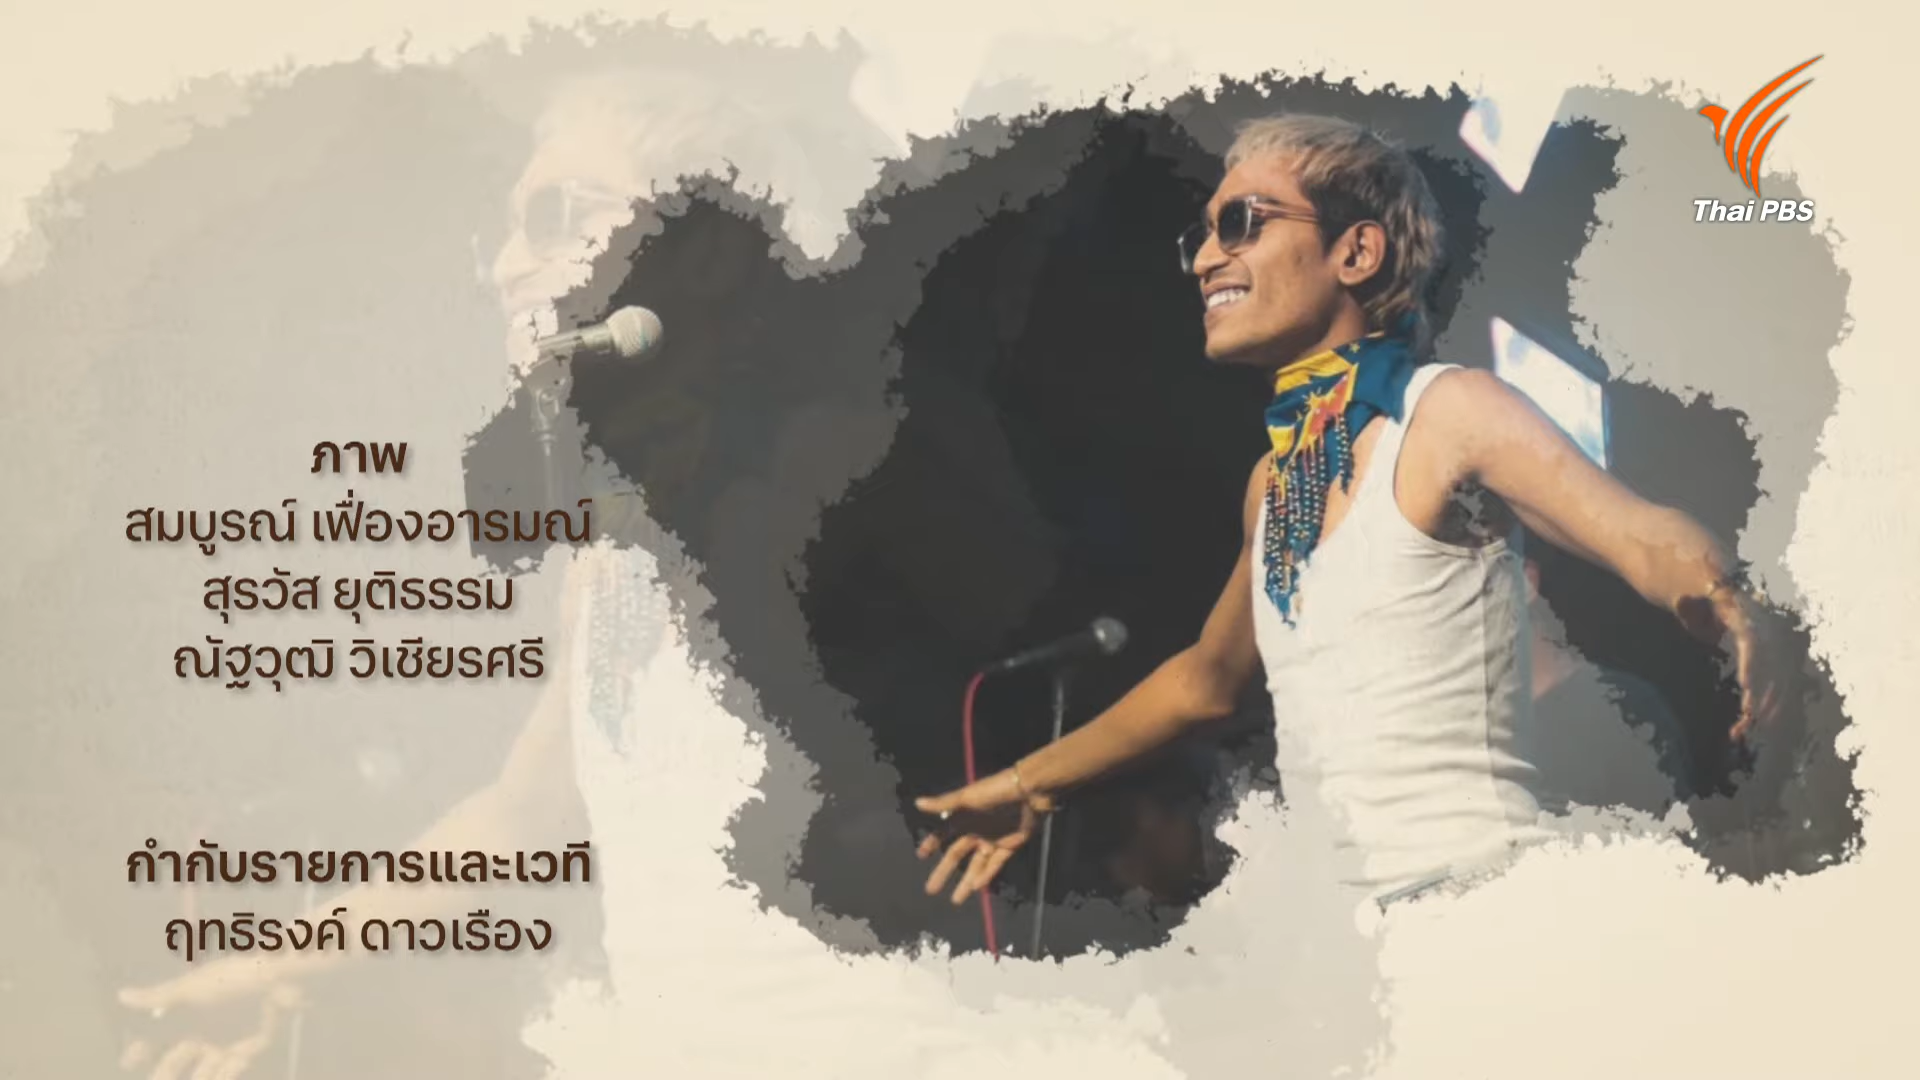 Thai PBS
ภาพ
สมบูรณ์ เฟื่องอารมณ์
สุรวัส ยุติธรรม
ณัฐวุฒิ วิเชียรศรี
กำกับรายการและเวที
ฤทธิรงค์ ดาวเรือง